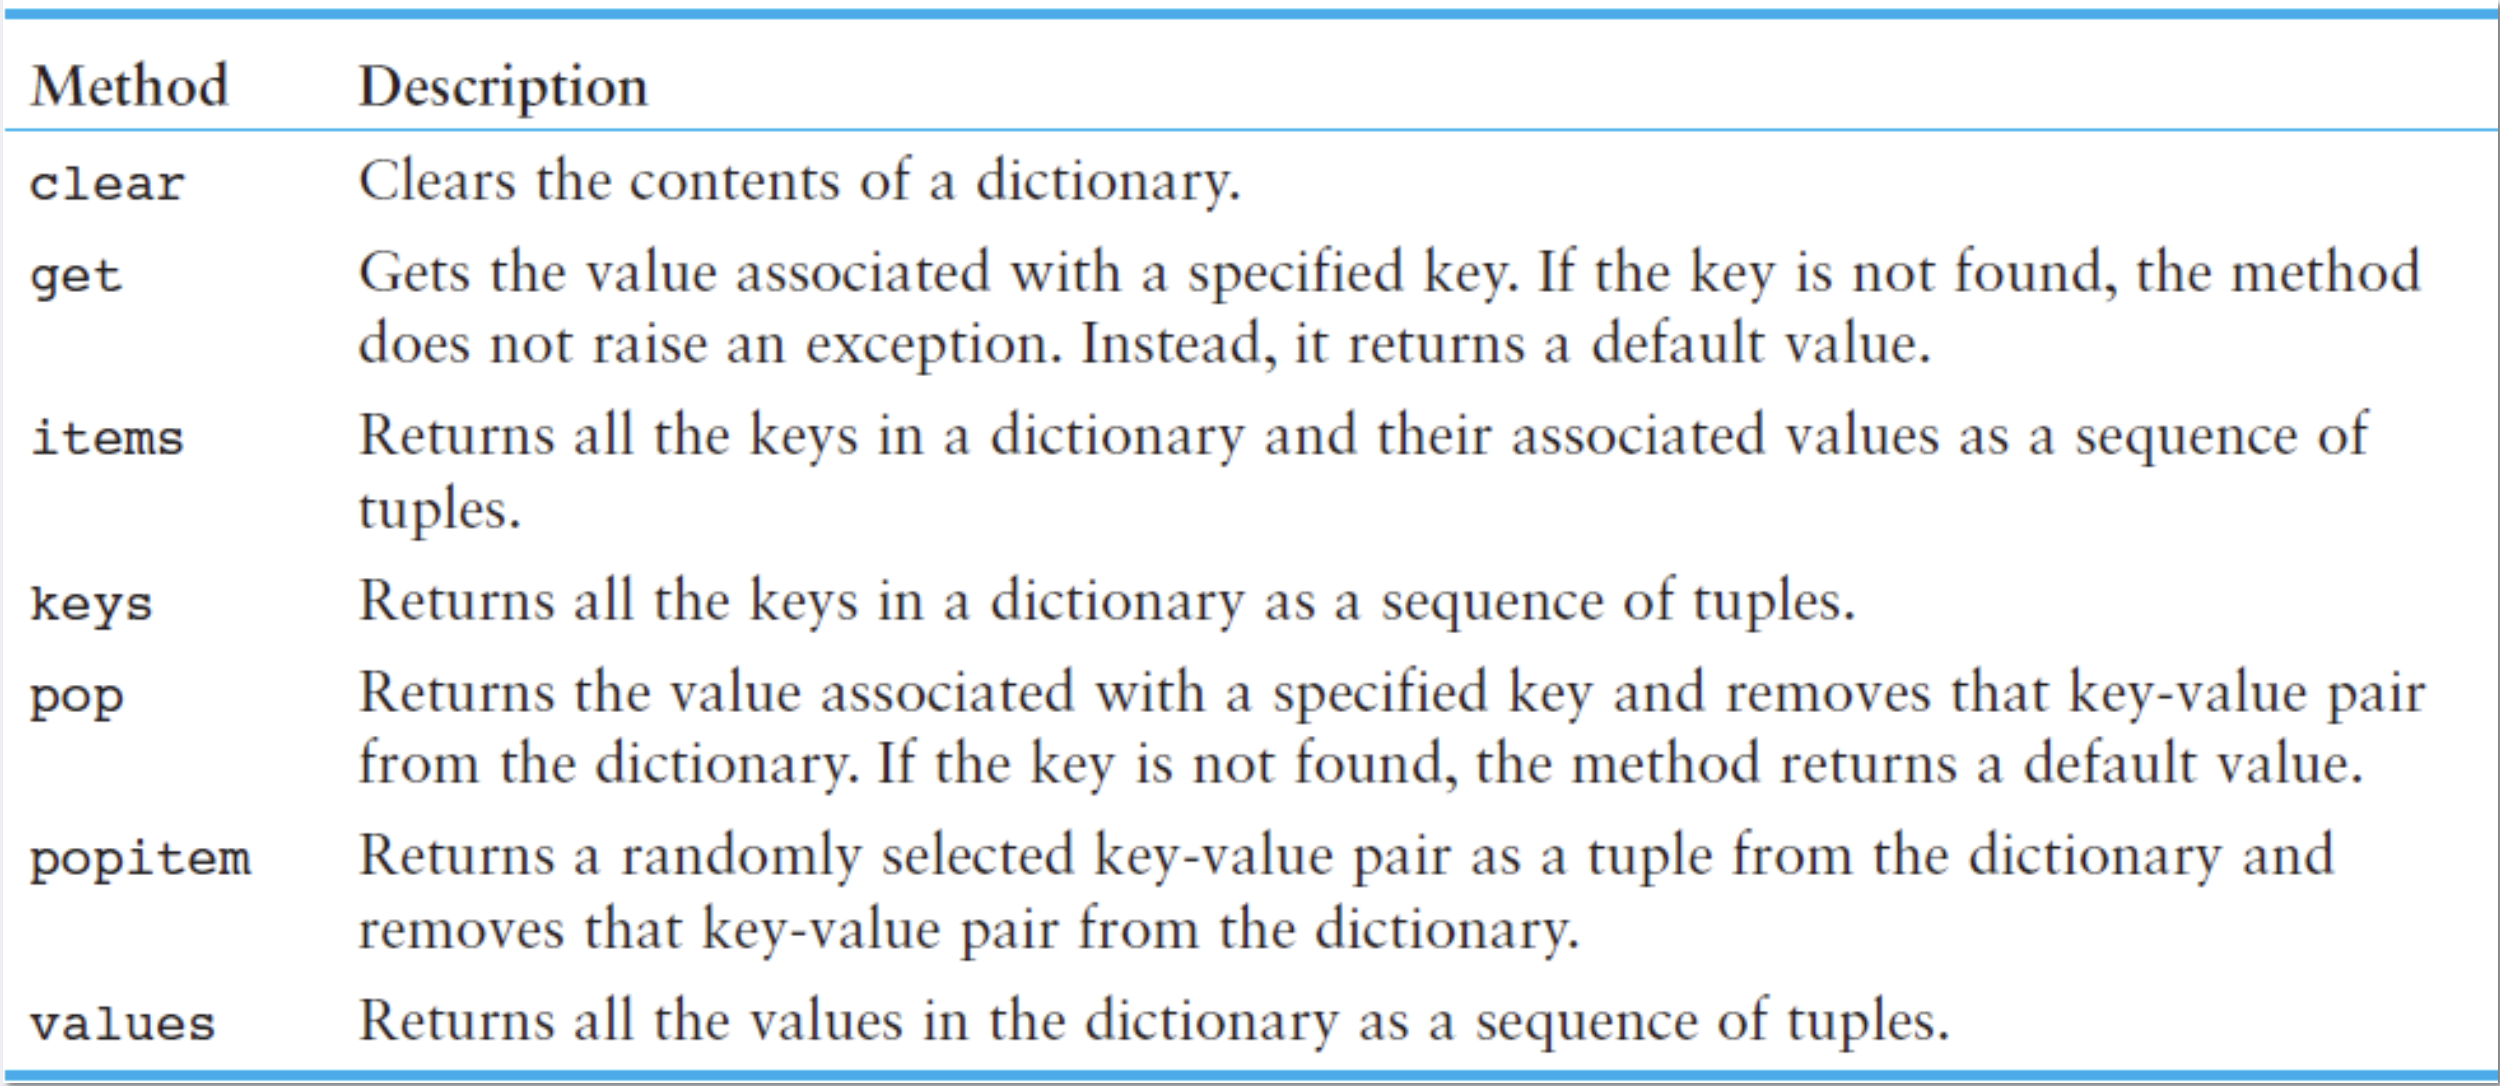 Method Description
clear Clears the contents of a dictionary.
get Gets the value associated with a specified key. If the key is not found, the method
does not raise an exception. Instead, it returns a default value.
items Returns all the keys in a dictionary and their associated values as a sequence of
tuples.
keys Returns all the keys in a dictionary as a sequence of tuples.
pop Returns the value associated with a specified key and removes that key-value pair
from the dictionary. If the key is not found, the method returns a default value.
popitem Returns a randomly selected key-value pair as a tuple from the dictionary and
removes that key-value pair from the dictionary.
values Returns all the values in the dictionary as a sequence of tuples.